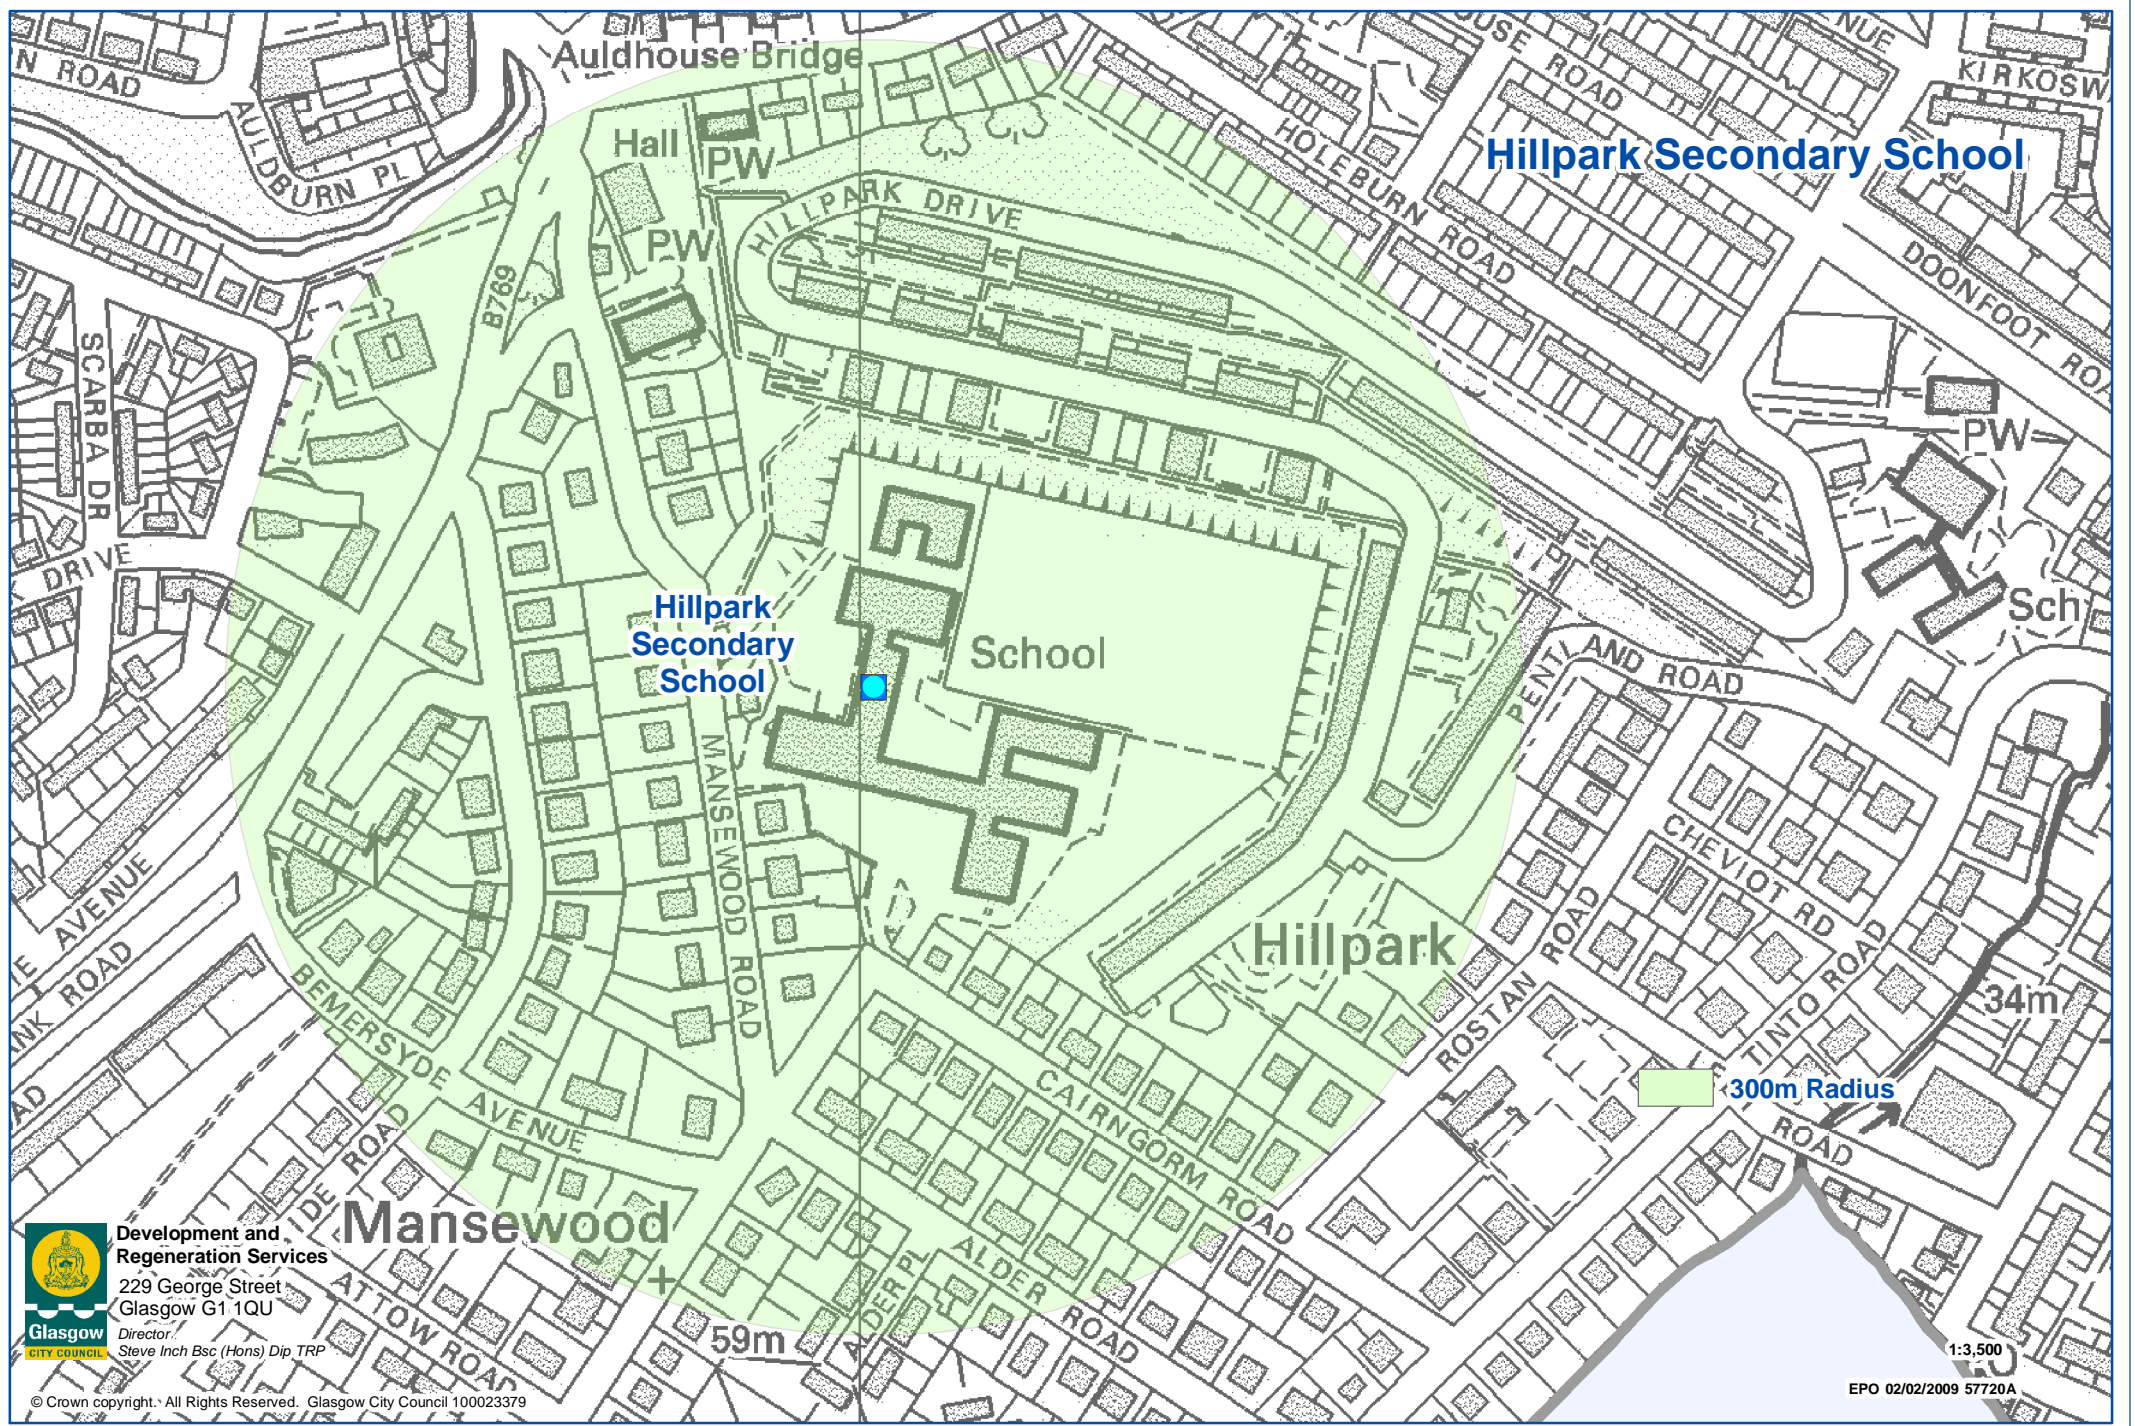 Auldhouse Bridge
ROAD
AULDBURN PL
Hall
PW
PW
HILLPARK DRIVE
B769
HOLEBURN ROAD
ROAD
KIRKOSW
Hillpark Secondary School
DOONFOOT ROA
PW
Sch
SCARBA DR
DRIVE
Hillpark
Secondary
School
School
PENTLAND ROAD
MANSEWOOD ROAD
CHEVIOT RD
AVENUE
ROAD
Hillpark
ROSTAN ROAD
TINTO ROAD
34m
BEMERSYDE AVENUE
CAIRNGORM ROAD
300m Radius
ROAD
ROAD
Mansewood
ALDER ROAD
ALDER P
ATTOW ROAD
59m
Development and
Regeneration Services
229 George Street
Glasgow G1 1QU
Director
Steve Inch Bsc (Hons) Dip TRP
Glasgow
CITY COUNCIL
© Crown copyright. All Rights Reserved. Glasgow City Council 100023379
1:3,500
EPO 02/02/2009 57720A